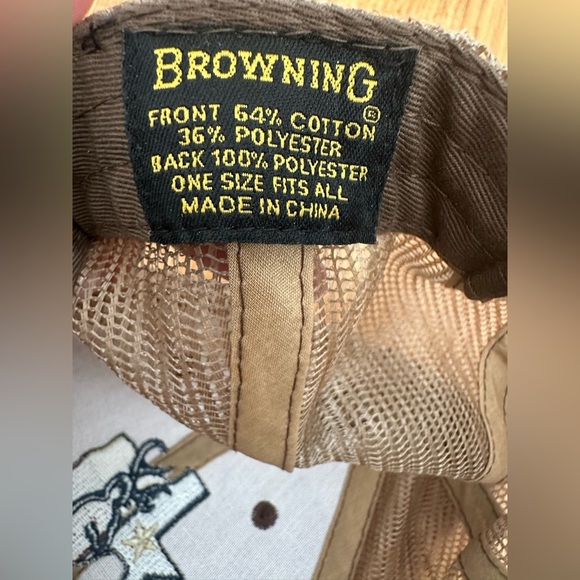 BROWNING
®
FRONT 64% COTTON
36% POLYESTER
BACK 100% POLYESTER
ONE SIZE FITS ALL
MADE IN CHINA